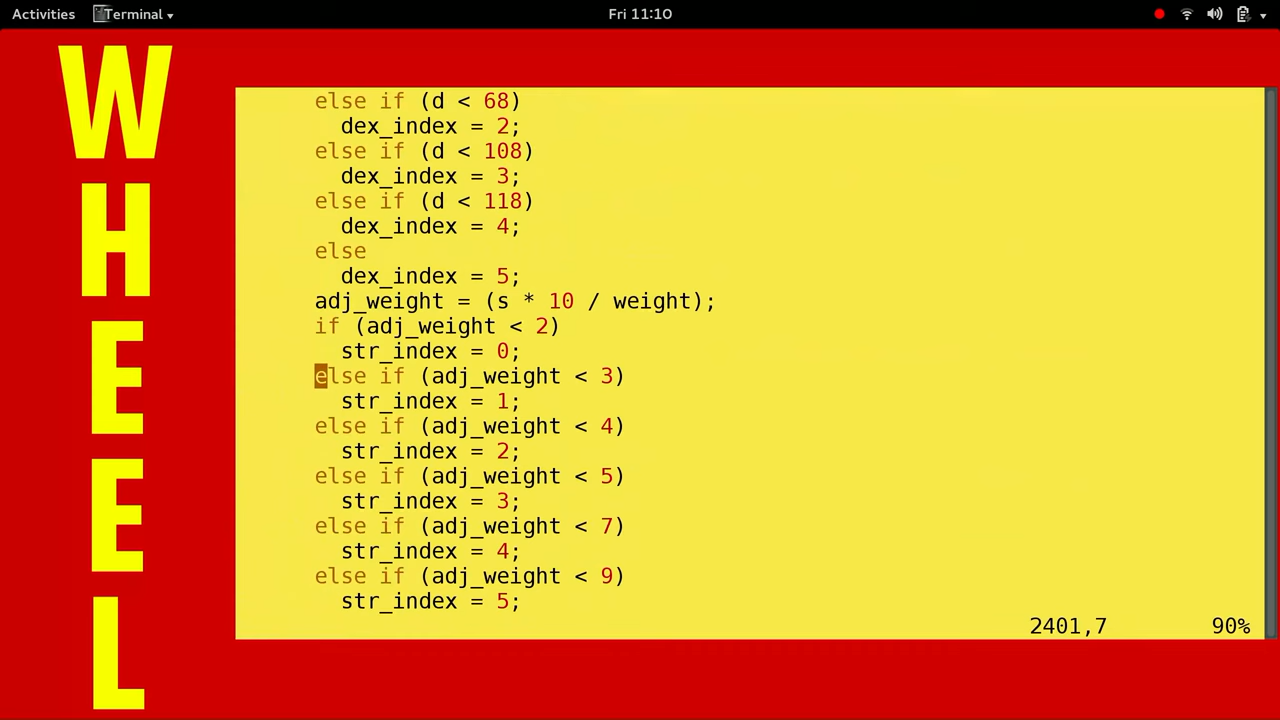 Activities Terminal Fri 11:10
WHEEL
else if (d < 68)
dex_index = 2;
else if (d < 108)
dex_index = 3;
else if (d < 118)
dex_index = 4;
else
dex_index = 5;
adj_weight = (s * 10 / weight);
if (adj_weight < 2)
str_index = 0;
else if (adj_weight < 3)
str_index = 1;
else if (adj_weight < 4)
str_index = 2;
else if (adj_weight < 5)
str_index = 3;
else if (adj_weight < 7)
str_index = 4;
else if (adj_weight < 9)
str_index = 5;
2401,7 90%